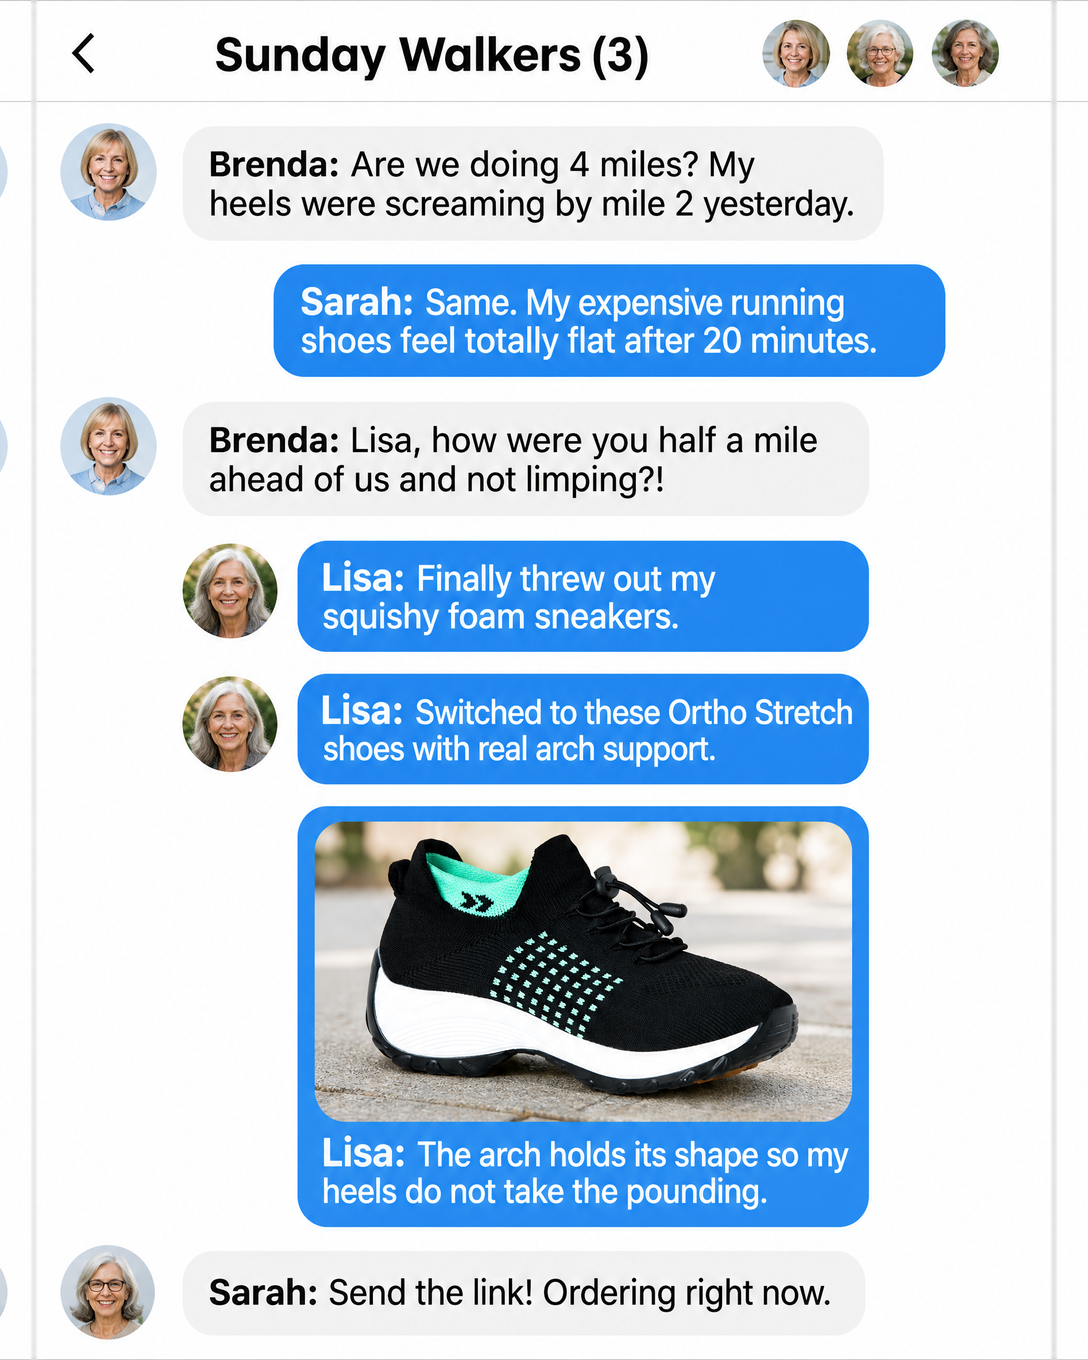 Sunday Walkers (3)
Brenda: Are we doing 4 miles? My
heels were screaming by mile 2 yesterday.
Sarah: Same. My expensive running
shoes feel totally flat after 20 minutes.
Brenda: Lisa, how were you half a mile
ahead of us and not limping?!
Lisa: Finally threw out my
squishy foam sneakers.
Lisa: Switched to these Ortho Stretch
shoes with real arch support.
Lisa: The arch holds its shape so my
heels do not take the pounding.
Sarah: Send the link! Ordering right now.